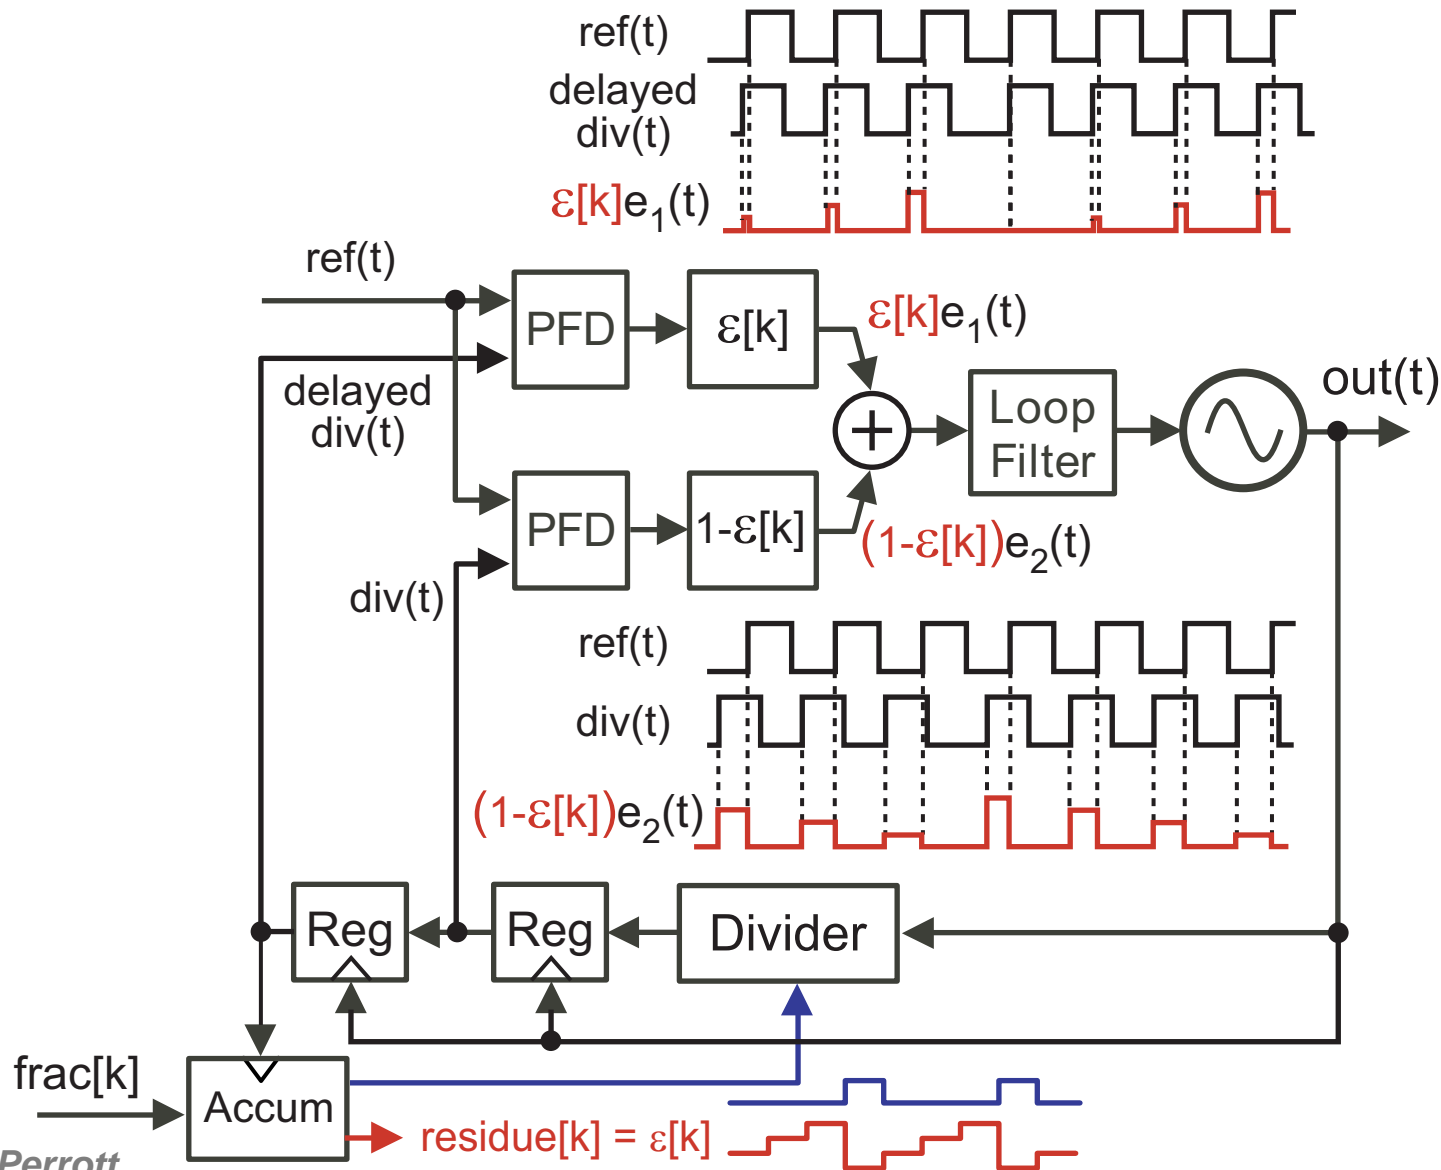 ref(t)
delayed
div(t)
ε[k]e1(t)
ref(t)
PFD
ε[k]
ε[k]e1(t)
delayed
div(t)
+
Loop
Filter
out(t)
PFD
1-ε[k]
(1-ε[k])e2(t)
div(t)
ref(t)
div(t)
(1-ε[k])e2(t)
Reg
Reg
Divider
frac[k]
Accum
residue[k] = ε[k]
Perrott